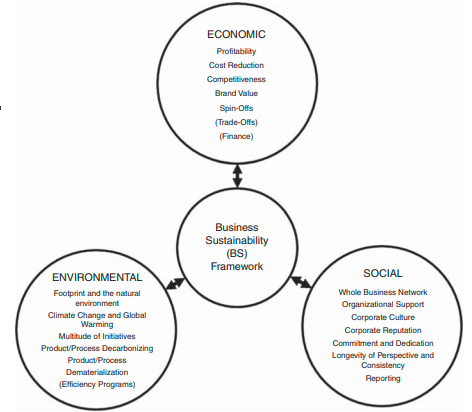 ECONOMIC
Profitability
Cost Reduction
Competitiveness
Brand Value
Spin-Offs
(Trade-Offs)
(Finance)
Business
Sustainability
(BS)
Framework
ENVIRONMENTAL
Footprint and the natural
environment
Climate Change and Global
Warming
Multitude of Initiatives
Product/Process Decarbonizing
Product/Process
Dematerialization
(Efficiency Programs)
SOCIAL
Whole Business Network
Organizational Support
Corporate Culture
Corporate Reputation
Commitment and Dedication
Longevity of Perspective and
Consistency
Reporting